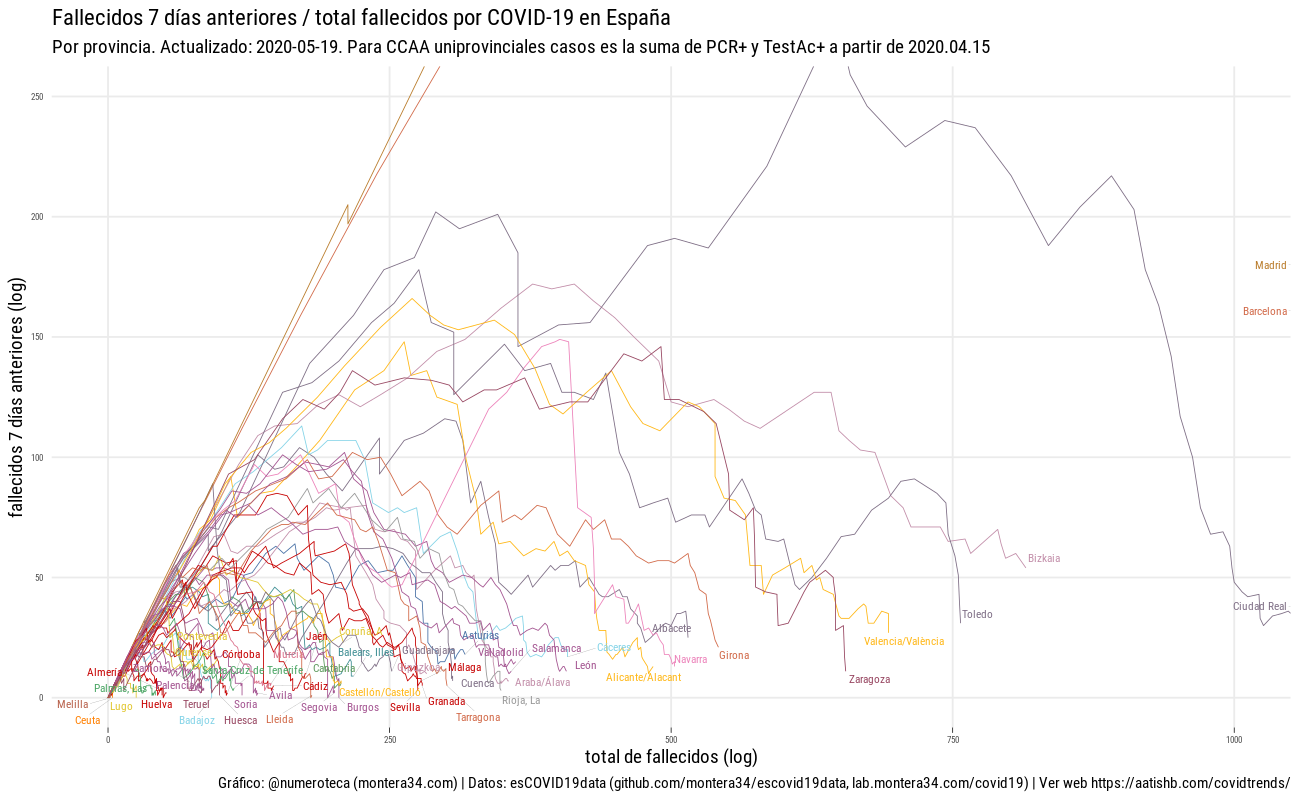 Fallecidos 7 días anteriores / total fallecidos por COVID-19 en España
Por provincia. Actualizado: 2020-05-19. Para CCAA uniprovinciales casos es la suma de PCR+ y TestAc+ a partir de 2020.04.15
fallecidos 7 días anteriores (log)
250
200
150
100
50
0
Madrid
Barcelona
Bizkaia
Ciudad Real
Toledo
Albacete
Valencia/València
Coruña
Pontevedra
Jaén
Asturias
Salamanca
Cáceres
Balears, Illes
Guadalajara
Valladolid
Córdoba
Murcia
Navarra
Girona
Almería
Zamora
Santa Cruz de Tenerife
Cantabria
Gipuzkoa
Málaga
León
Alicante/Alacant
Zaragoza
Palmas, Las
Palencia
Cádiz
Cuenca
Araba/Álava
Ávila
Castellón/Castelló
Melilla
Lugo
Huelva
Teruel
Soria
Segovia
Burgos
Sevilla
Granada
Rioja, La
Ceuta
Badajoz
Huesca
Lleida
Tarragona
0
250
500
750
1000
total de fallecidos (log)
Gráfico: @numeroteca (montera34.com) | Datos: esCOVID19data (github.com/montera34/escovid19data, lab.montera34.com/covid19) | Ver web https://aatishb.com/covidtrends/